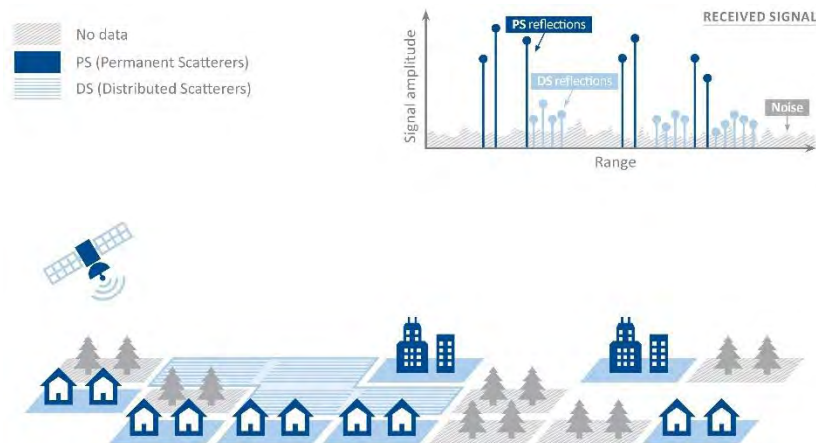 No data
PS (Permanent Scatterers)
DS (Distributed Scatterers)
RECEIVED SIGNAL
PS reflections
DS reflections
Noise
Signal amplitude
Range